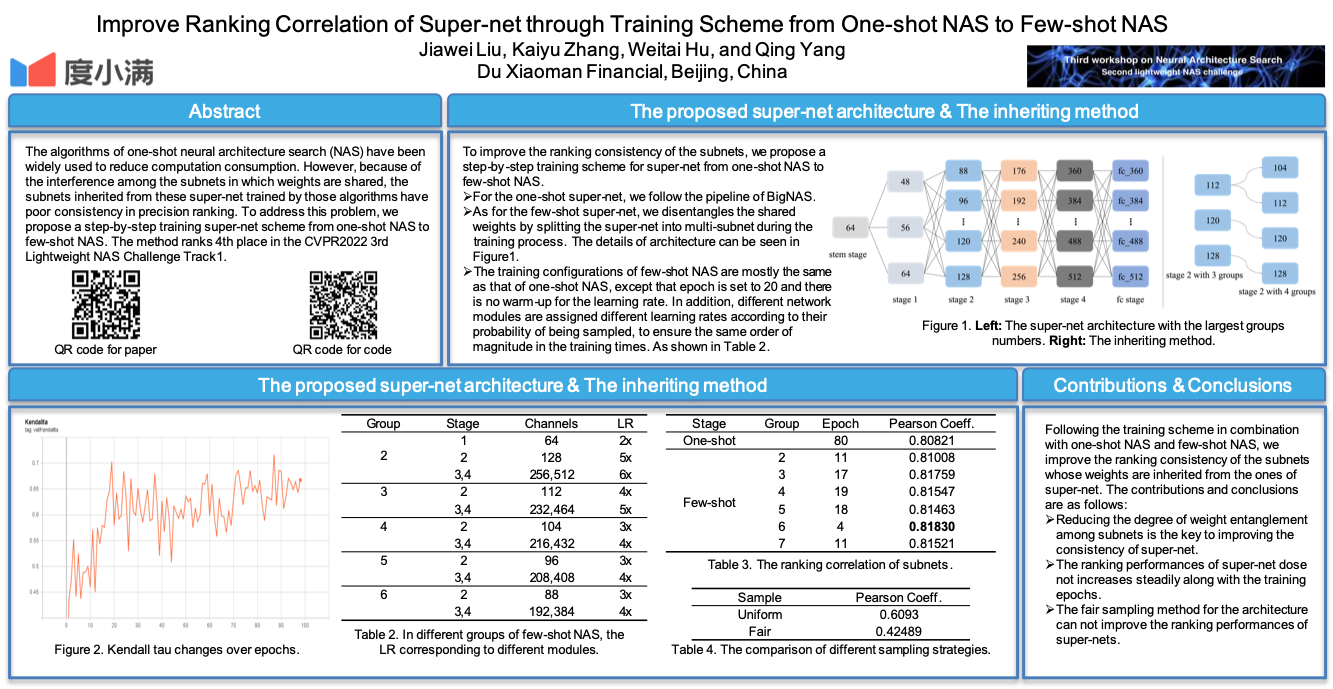 Improve Ranking Correlation of Super-net through Training Scheme from One-shot NAS to Few-shot NAS
Jiawei Liu, Kaiyu Zhang, Weitai Hu, and Qing Yang
Du Xiaoman Financial, Beijing, China
度小满
Third workshop on Neural Architecture Search
Second lightweight NAS challenge
Abstract
The algorithms of one-shot neural architecture search (NAS) have been
widely used to reduce computation consumption. However, because of
the interference among the subnets in which weights are shared, the
subnets inherited from these super-net trained by those algorithms have
poor consistency in precision ranking. To address this problem, we
propose a step-by-step training super-net scheme from one-shot NAS to
few-shot NAS. The method ranks 4th place in the CVPR2022 3rd
Lightweight NAS Challenge Track1.
QR code for paper
QR code for code
The proposed super-net architecture & The inheriting method
To improve the ranking consistency of the subnets, we propose a
step-by-step training scheme for super-net from one-shot NAS to
few-shot NAS.
➢For the one-shot super-net, we follow the pipeline of BigNAS.
➢As for the few-shot super-net, we disentangles the shared
weights by splitting the super-net into multi-subnet during the
training process. The details of architecture can be seen in
Figure1.
➢The training configurations of few-shot NAS are mostly the same
as that of one-shot NAS, except that epoch is set to 20 and there
is no warm-up for the learning rate. In addition, different network
modules are assigned different learning rates according to their
probability of being sampled, to ensure the same order of
magnitude in the training times. As shown in Table 2.
64
stem stage
48
56
64
stage 1
88
96
⋮
120
128
stage 2
176
192
⋮
240
256
stage 3
360
384
⋮
488
512
stage 4
fc_360
fc_384
⋮
fc_488
fc_512
fc stage
112
120
128
stage 2 with 3 groups
104
112
120
128
stage 2 with 4 groups
Figure 1. Left: The super-net architecture with the largest groups
numbers. Right: The inheriting method.
The proposed super-net architecture & The inheriting method
Kendallta
tag: val/Kendallta
0.7
0.65
0.6
0.55
0.5
0.45
0 10 20 30 40 50 60 70 80 90 100
Figure 2. Kendall tau changes over epochs.
Group Stage Channels LR
2 1 64 2x
2 128 5x
3,4 256,512 6x
3 2 112 4x
3,4 232,464 5x
4 2 104 3x
3,4 216,432 4x
5 2 96 3x
3,4 208,408 4x
6 2 88 3x
3,4 192,384 4x
Table 2. In different groups of few-shot NAS, the
LR corresponding to different modules.
Stage Group Epoch Pearson Coeff.
One-shot 80 0.80821
Few-shot 2 11 0.81008
3 17 0.81759
4 19 0.81547
5 18 0.81463
6 4 0.81830
7 11 0.81521
Table 3. The ranking correlation of subnets.
Sample Pearson Coeff.
Uniform 0.6093
Fair 0.42489
Table 4. The comparison of different sampling strategies.
Contributions & Conclusions
Following the training scheme in combination
with one-shot NAS and few-shot NAS, we
improve the ranking consistency of the subnets
whose weights are inherited from the ones of
super-net. The contributions and conclusions
are as follows:
➢Reducing the degree of weight entanglement
among subnets is the key to improving the
consistency of super-net.
➢The ranking performances of super-net dose
not increases steadily along with the training
epochs.
➢The fair sampling method for the architecture
can not improve the ranking performances of
super-nets.